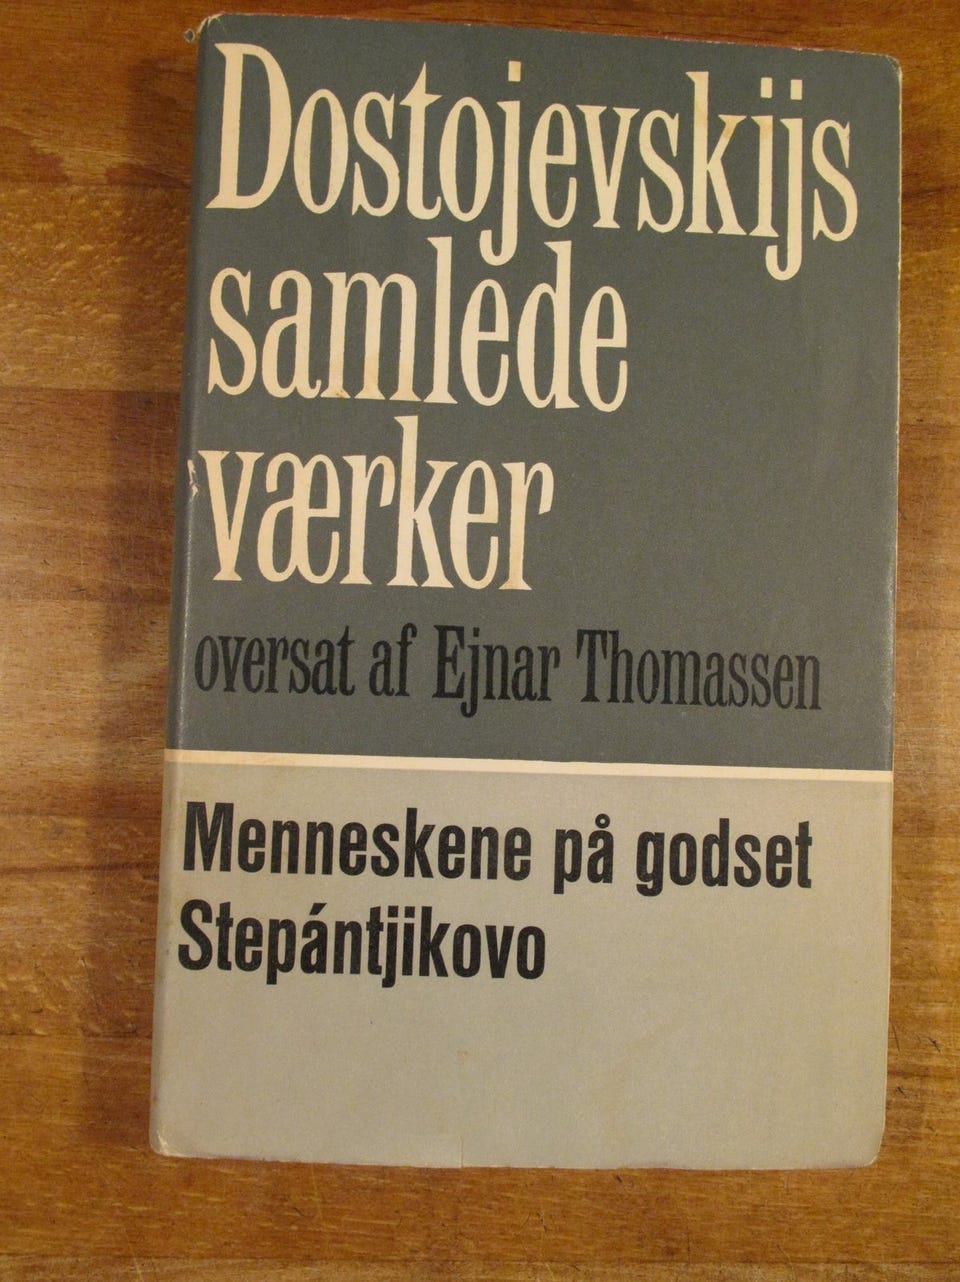 Dostojevskijs
samlede
værker
oversat af Ejnar Thomassen
Menneskene på godset
Stepántjikovo